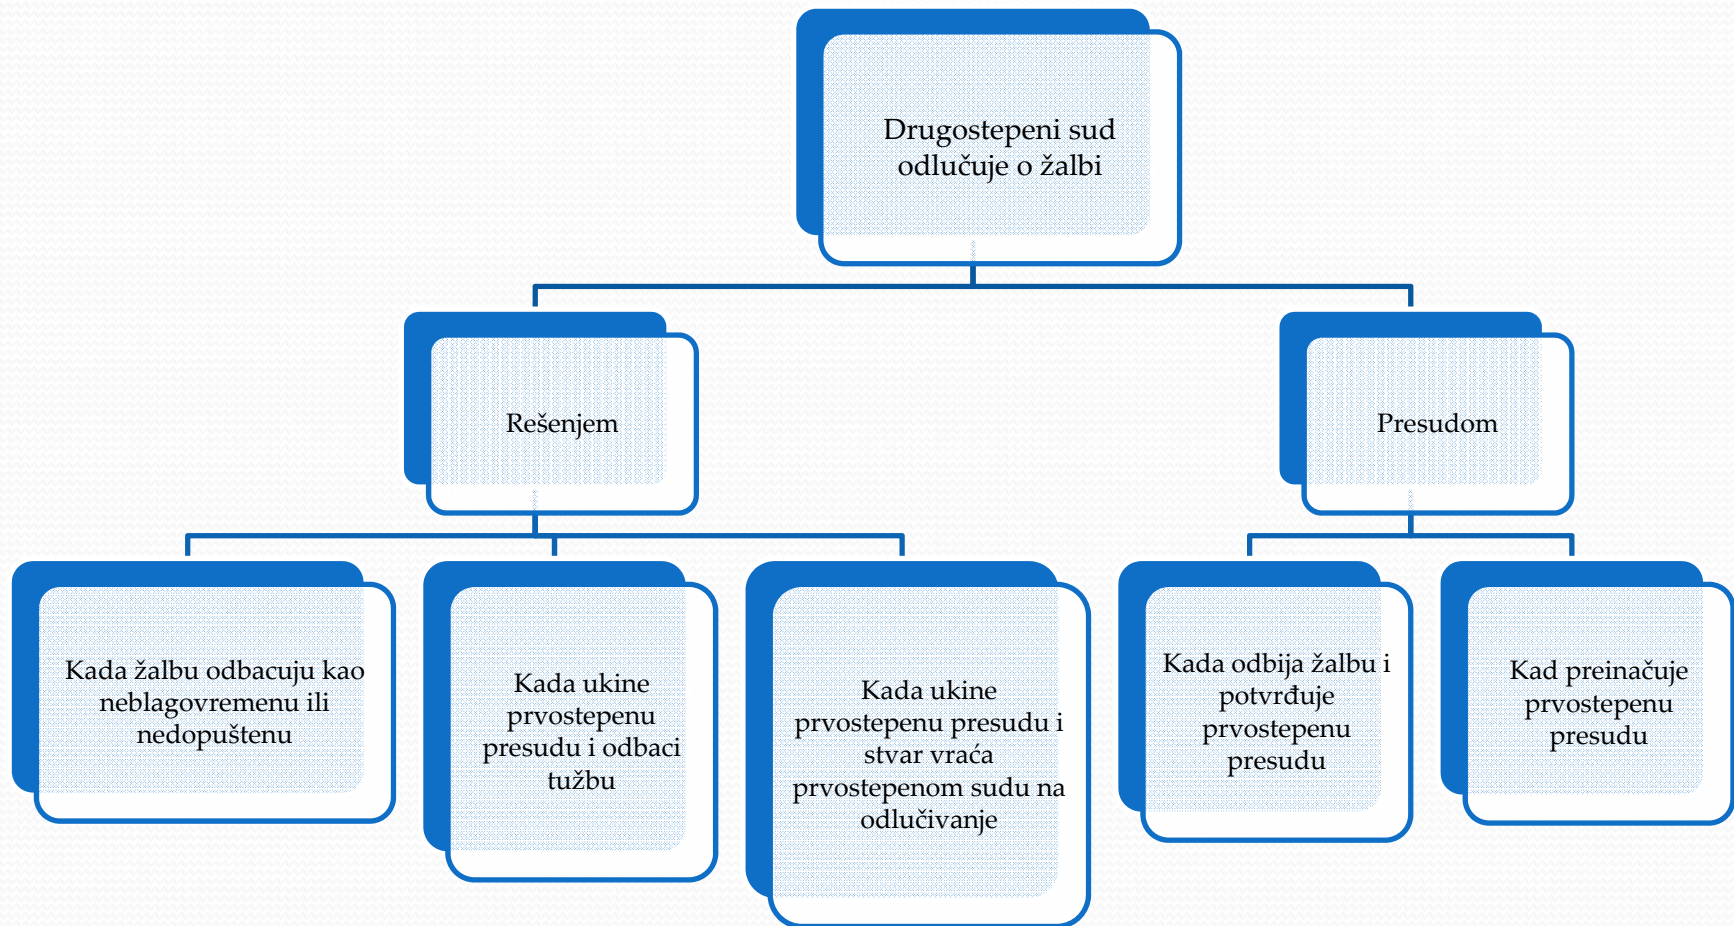 Drugostepeni sud
odlučuje o žalbi
Rešenjem
Presudom
Kada žalbu odbacuju kao
neblagovremenu ili
nedopuštenu
Kada ukine
prvostepenu
presudu i odbaci
tužbu
Kada ukine
prvostepenu presudu i
stvar vraća
prvostepenom sudu na
odlučivanje
Kada odbija žalbu i
potvrđuje
prvostepenu
presudu
Kad preinačuje
prvostepenu
presudu